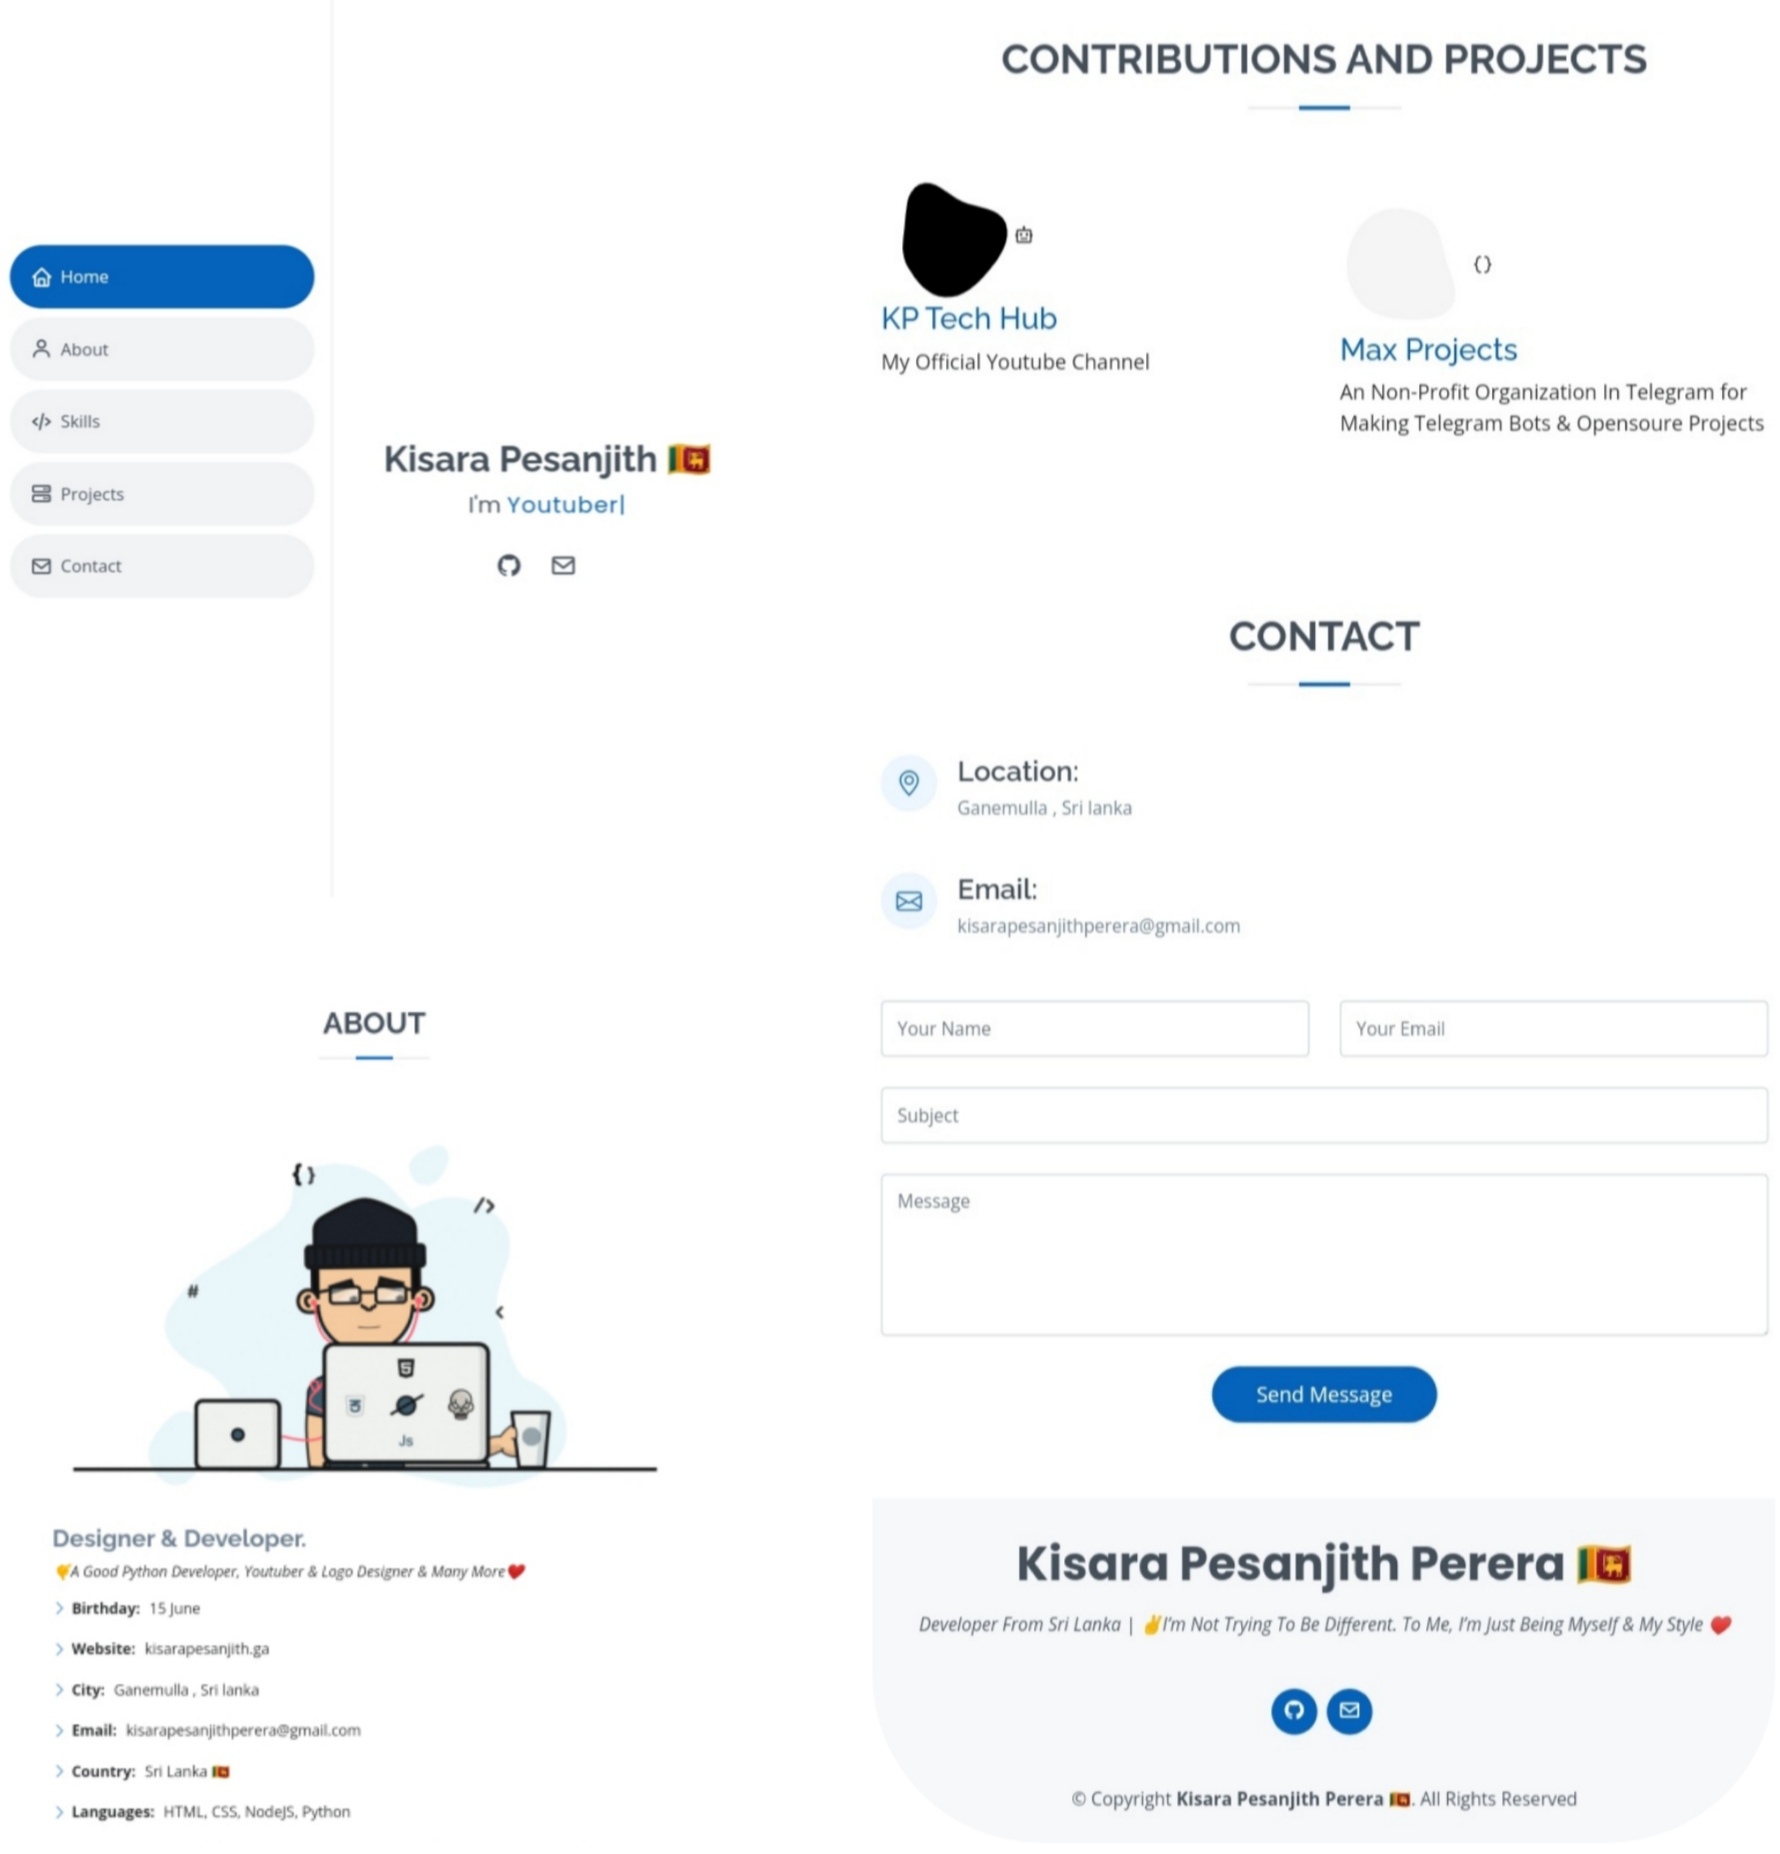 Home
About
Skills
Projects
Contact
Kisara Pesanjith 🇱🇰
I'm Youtuber|
ABOUT
{ }
/>
#
<
Js
Designer & Developer.
A Good Python Developer, Youtuber & Logo Designer & Many More❤️
Birthday: 15 June
Website: kisarapesanjith.ga
City: Ganemulla , Sri lanka
Email: kisarapesanjithperera@gmail.com
Country: Sri Lanka 🇱🇰
Languages: HTML, CSS, NodeJS, Python
CONTRIBUTIONS AND PROJECTS
KP Tech Hub
My Official Youtube Channel
{}
Max Projects
An Non-Profit Organization In Telegram for
Making Telegram Bots & Opensoure Projects
CONTACT
Location:
Ganemulla , Sri lanka
Email:
kisarapesanjithperera@gmail.com
Your Name
Your Email
Subject
Message
Send Message
Kisara Pesanjith Perera 🇱🇰
Developer From Sri Lanka | ✌️I'm Not Trying To Be Different. To Me, I'm Just Being Myself & My Style ❤️
© Copyright Kisara Pesanjith Perera 🇱🇰. All Rights Reserved